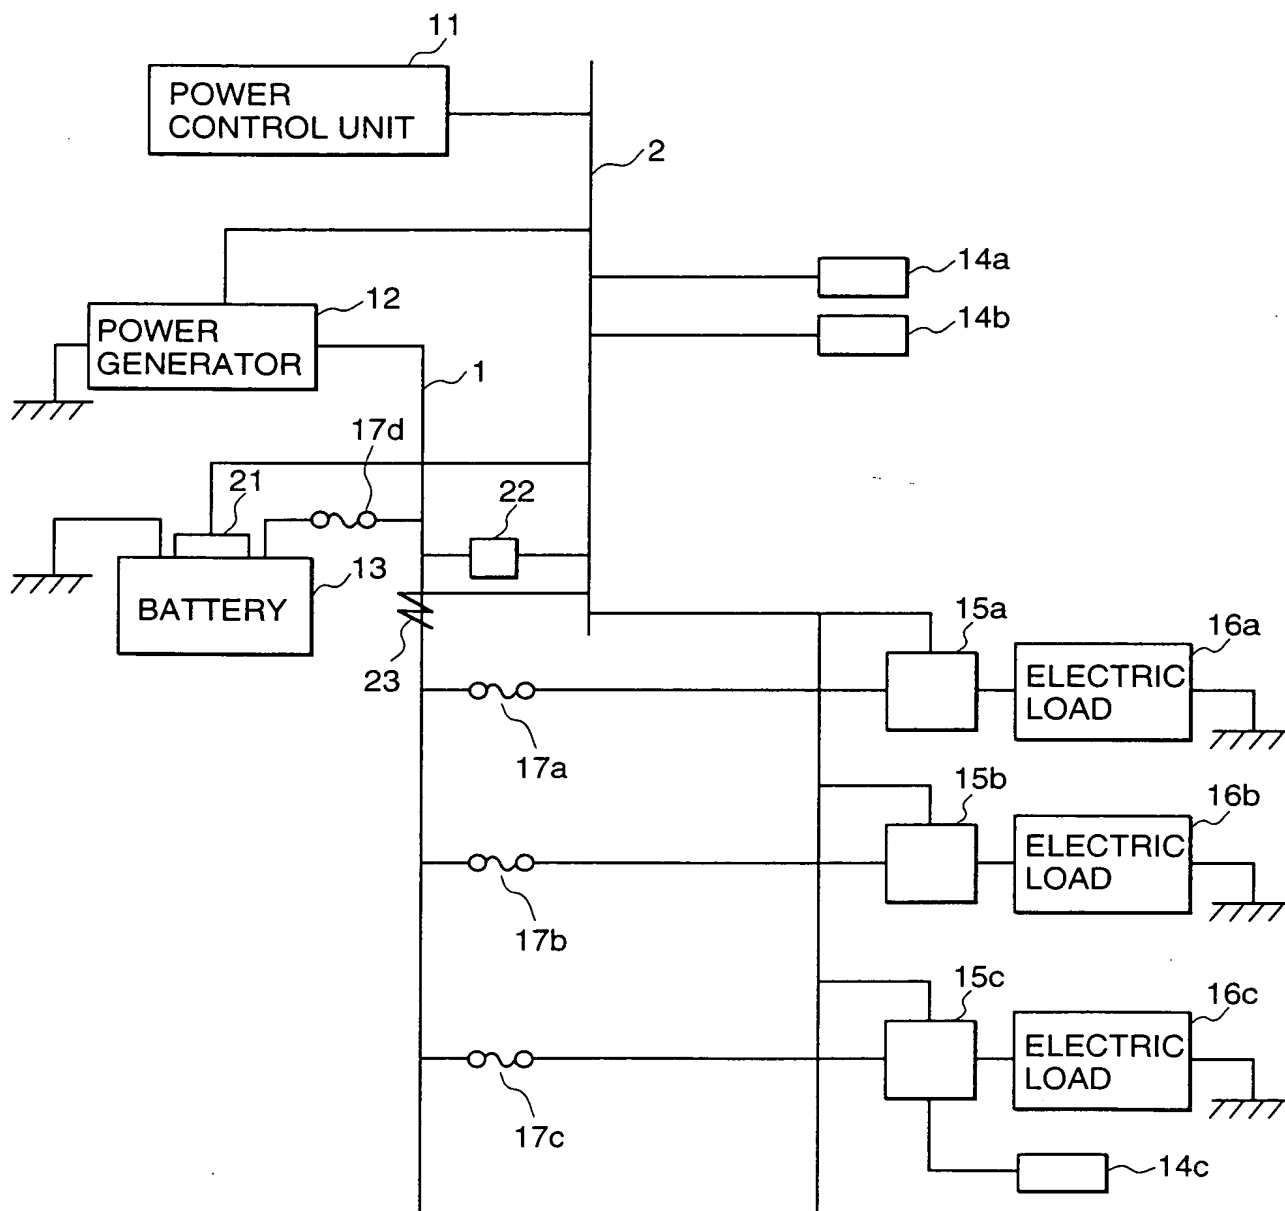 11
POWER
CONTROL UNIT
2
14a
12
14b
POWER
GENERATOR
1
17d
21
22
13
BATTERY
15a
16a
23
ELECTRIC
LOAD
17a
15b
16b
ELECTRIC
LOAD
17b
15c
16c
ELECTRIC
LOAD
17c
14c